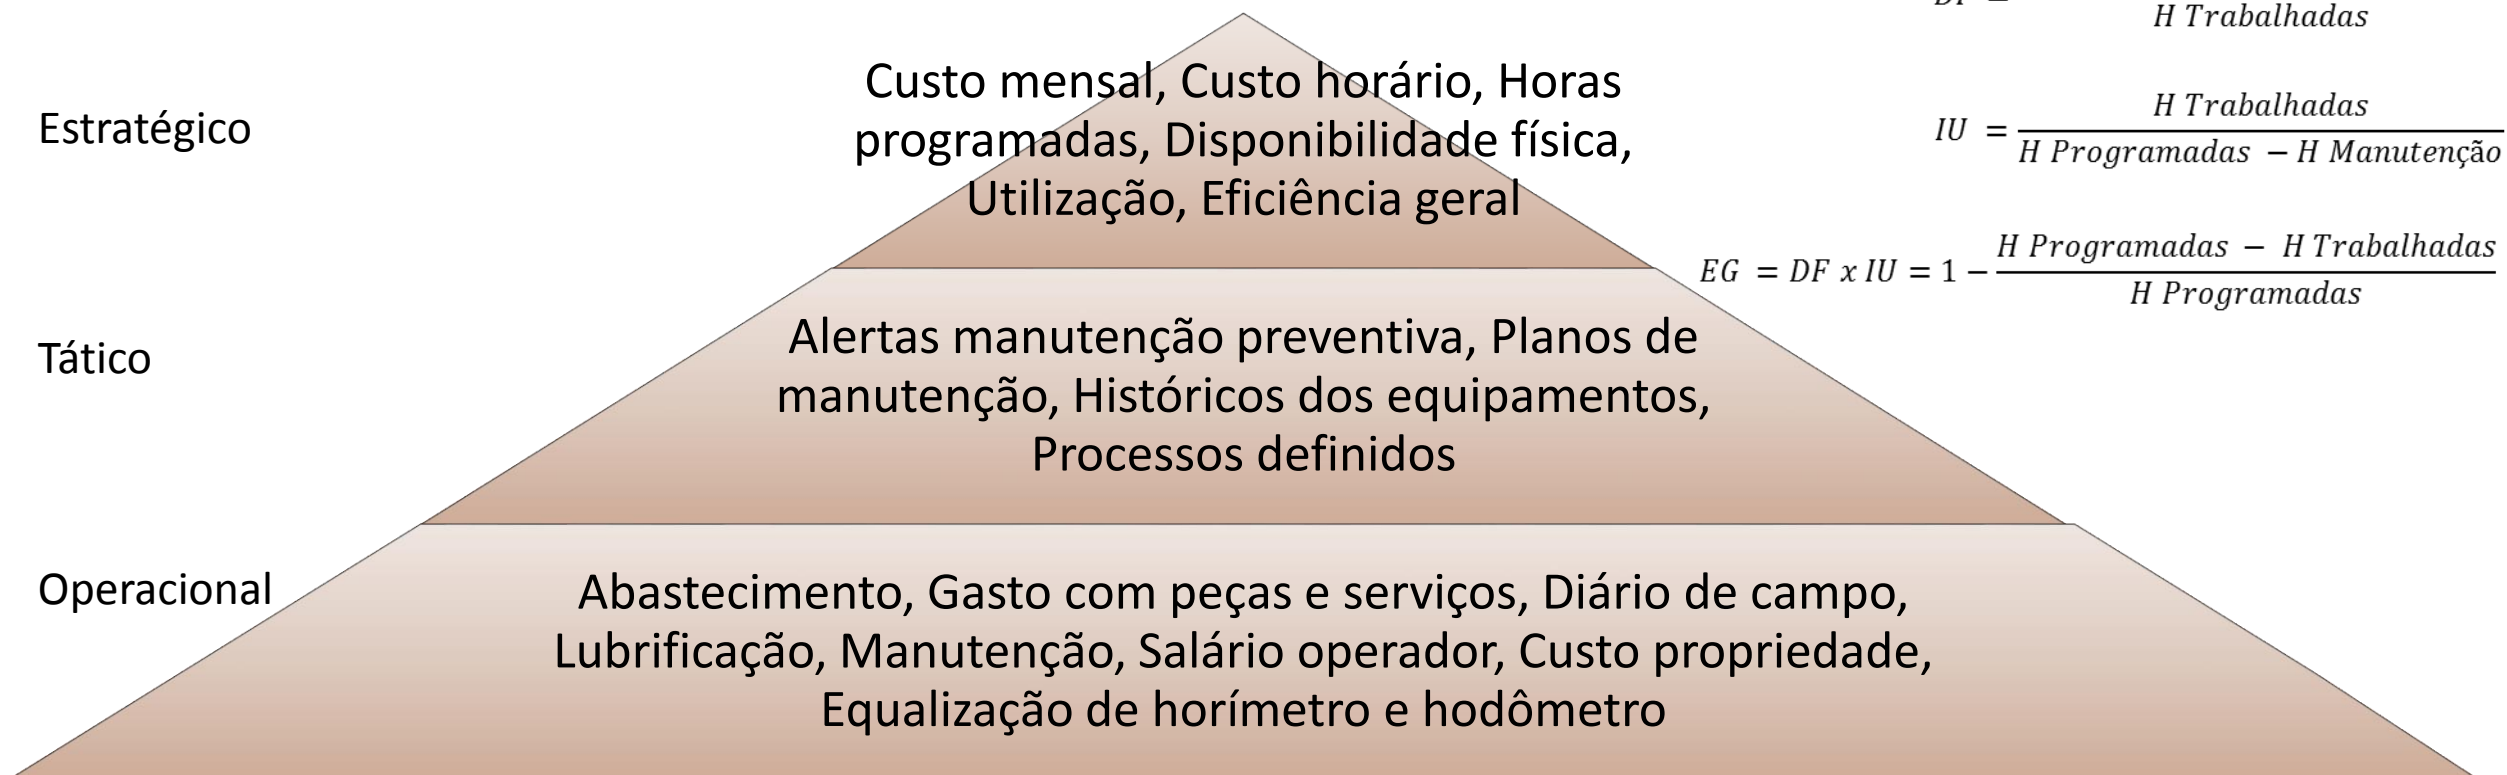 H Trabalhadas
Estratégico
Custo mensal, Custo horário, Horas
programadas, Disponibilidade física,
Utilização, Eficiência geral
IU = H Trabalhadas / H Programadas − H Manutenção
EG = DF x IU = 1 − H Programadas − H Trabalhadas / H Programadas
Tático
Alertas manutenção preventiva, Planos de
manutenção, Históricos dos equipamentos,
Processos definidos
Operacional
Abastecimento, Gasto com peças e serviços, Diário de campo,
Lubrificação, Manutenção, Salário operador, Custo propriedade,
Equalização de horímetro e hodômetro